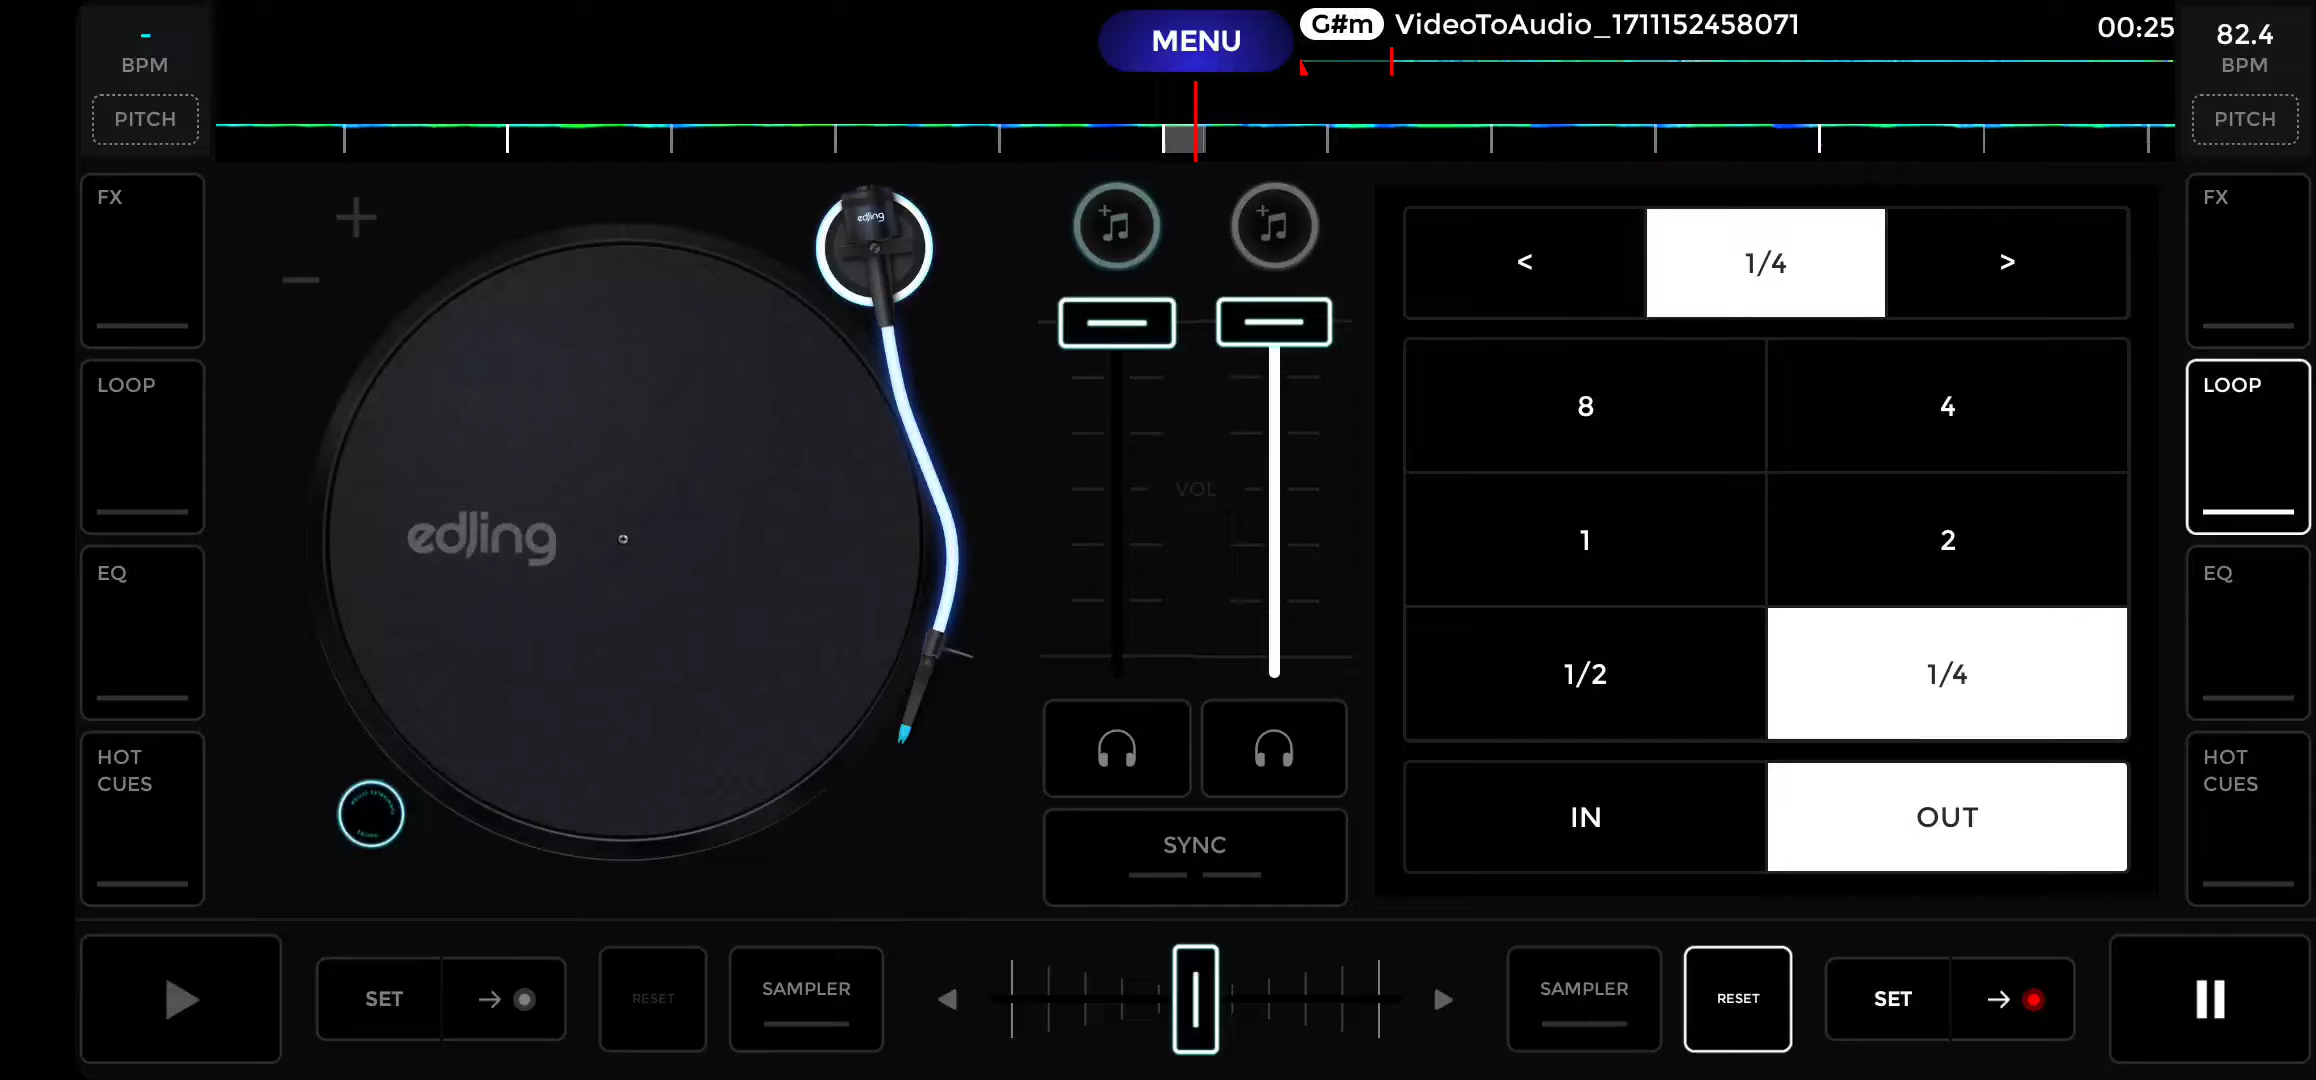 -
BPM
PITCH
MENU
G#m VideoToAudio_1711152458071 00:25
82.4
BPM
PITCH
FX
LOOP
EQ
HOT
CUES
edjing
edjing
VOL
SYNC
< 1/4 >
8 4
1 2
1/2 1/4
IN OUT
FX
LOOP
EQ
HOT
CUES
SET
RESET
SAMPLER
SAMPLER
RESET
SET